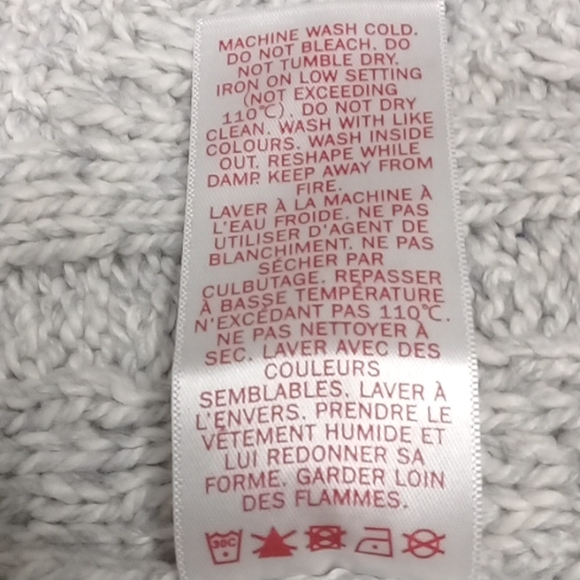 MACHINE WASH COLD.
DO NOT BLEACH. DO
NOT TUMBLE DRY.
IRON ON LOW SETTING
(NOT EXCEEDING
110°C). DO NOT DRY
CLEAN. WASH WITH LIKE
COLOURS. WASH INSIDE
OUT. RESHAPE WHILE
DAMP. KEEP AWAY FROM
FIRE.
LAVER À LA MACHINE À
L'EAU FROIDE. NE PAS
UTILISER D'AGENT DE
BLANCHIMENT. NE PAS
SÉCHER PAR
CULBUTAGE. REPASSER
À BASSE TEMPÉRATURE
N'EXCÉDANT PAS 110°C.
NE PAS NETTOYER À
SEC. LAVER AVEC DES
COULEURS
SEMBLABLES. LAVER À
L'ENVERS. PRENDRE LE
VÊTEMENT HUMIDE ET
LUI REDONNER SA
FORME. GARDER LOIN
DES FLAMMES.
30C